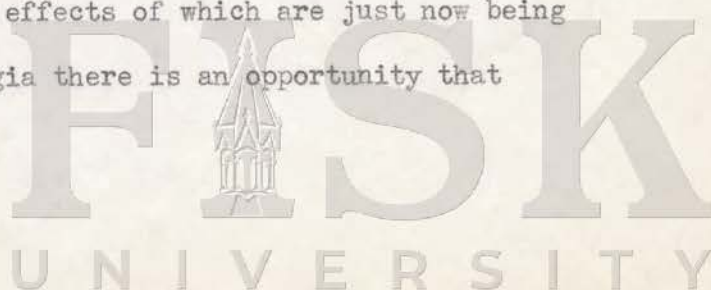 effects of which are just now being
gia there is an opportunity that
FISK
UNIVERSITY